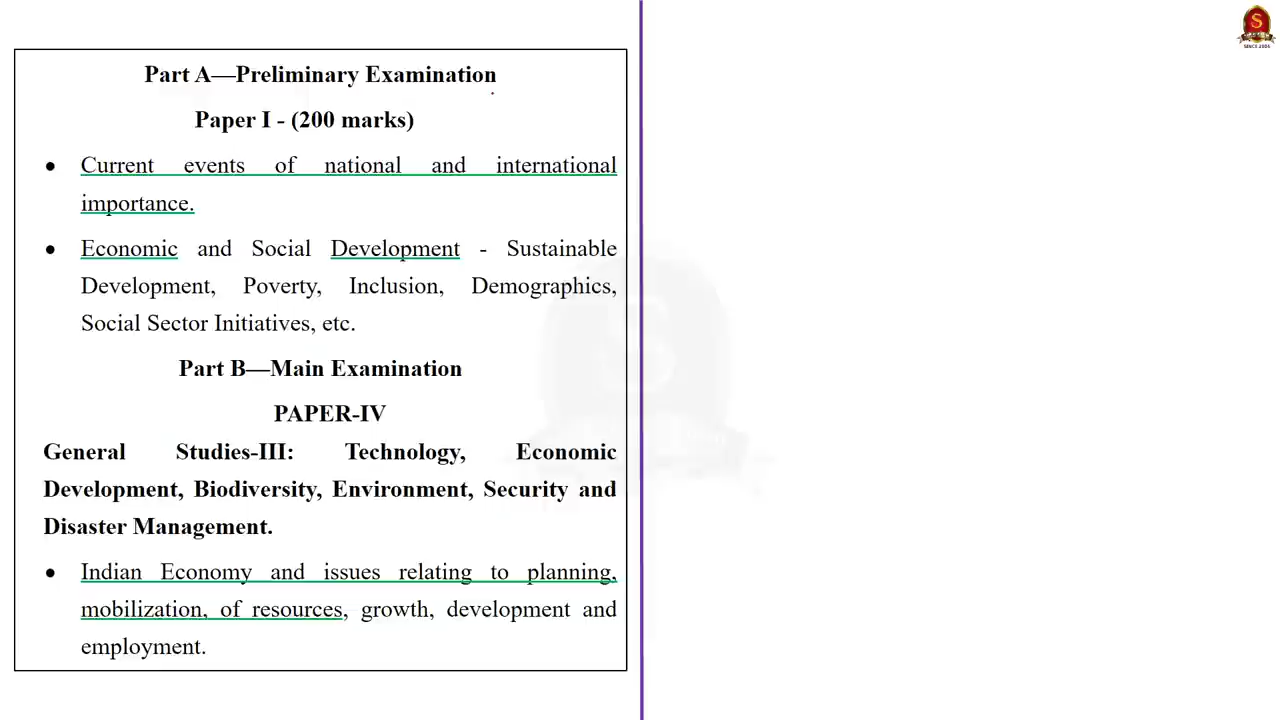 Part A—Preliminary Examination
Paper I - (200 marks)
• Current events of national and international
importance.
• Economic and Social Development - Sustainable
Development, Poverty, Inclusion, Demographics,
Social Sector Initiatives, etc.
Part B—Main Examination
PAPER-IV
General Studies-III: Technology, Economic
Development, Biodiversity, Environment, Security and
Disaster Management.
• Indian Economy and issues relating to planning,
mobilization, of resources, growth, development and
employment.
S
SINCE 2004